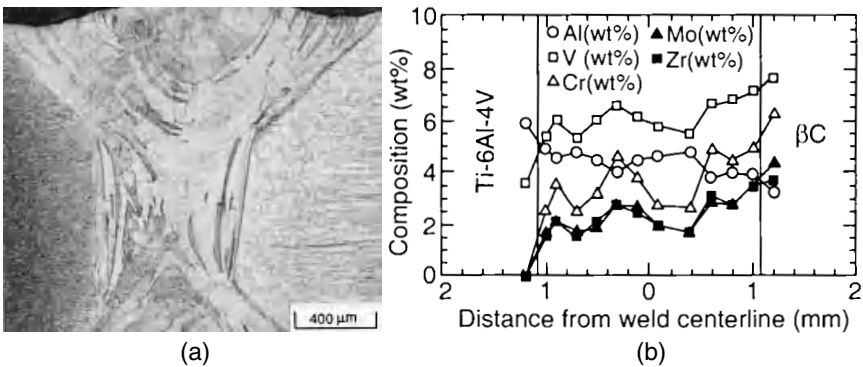 400 μm
(a)
Composition (wt%)
10
8
6
4
2
0
Al(wt%)
V (wt%)
Cr(wt%)
Mo(wt%)
Zr(wt%)
Ti-6Al-4V
βC
2 1 0 1 2
Distance from weld centerline (mm)
(b)